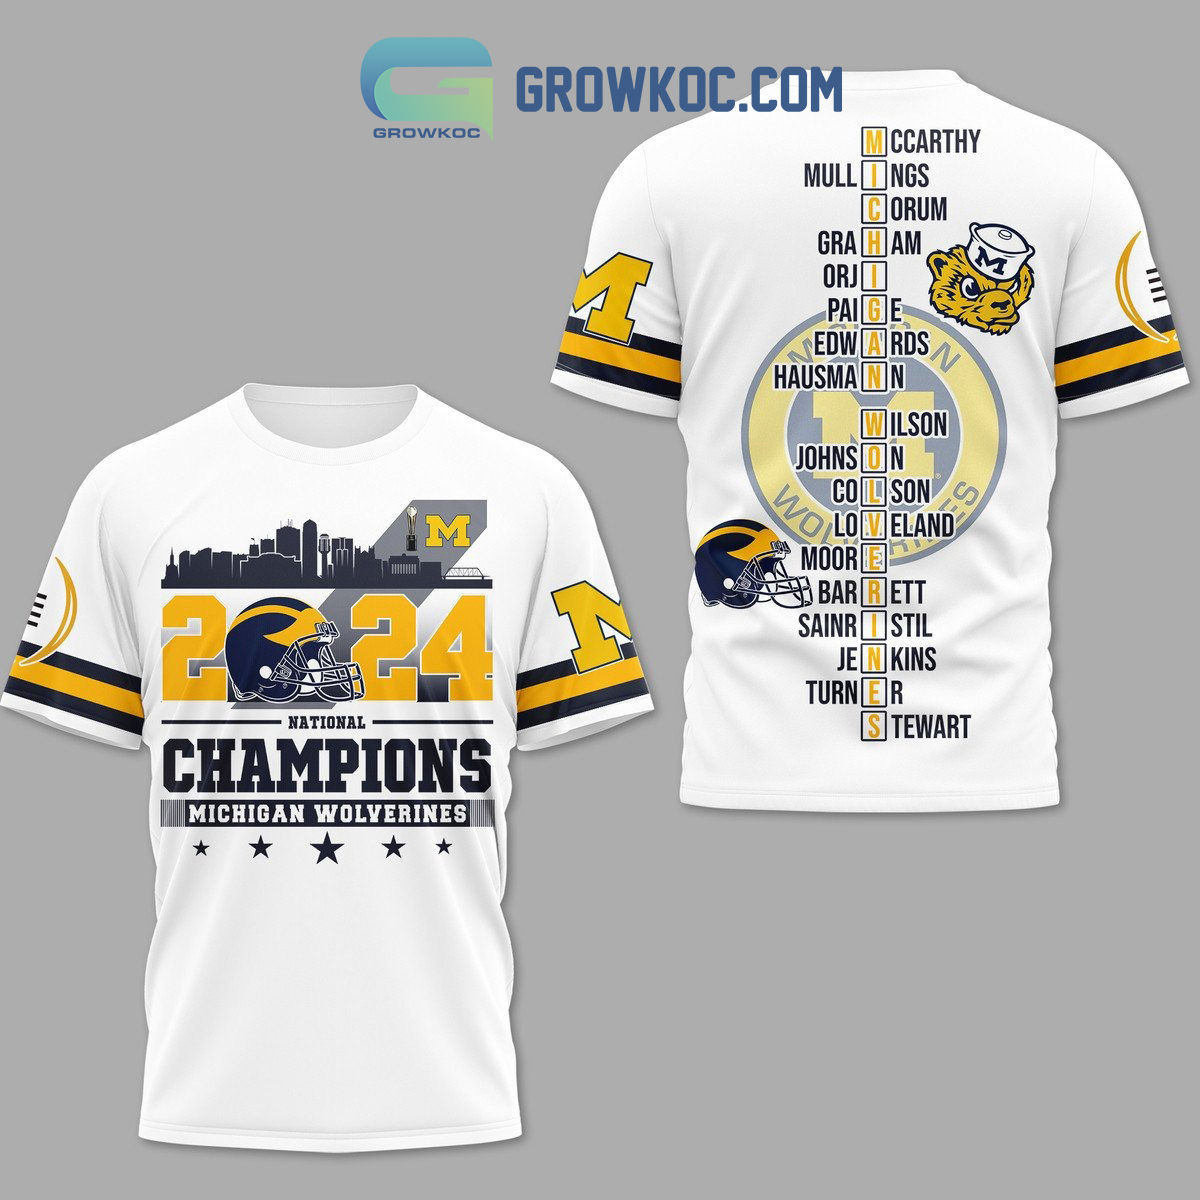 GROWKOC.COM
GROWKOC
MCCARTHY
MULLINGS
CORUM
GRAHAM
ORJI
PAIGE
EDWARDS
HAUSMANN
WILSON
JOHNSON
COLSON
LOVELAND
MOORE
BARRETT
SAINRISTIL
JENKINS
TURNER
STEWART
M
M
M
M
WOLVERINES
M
2024
NATIONAL
CHAMPIONS
MICHIGAN WOLVERINES
M